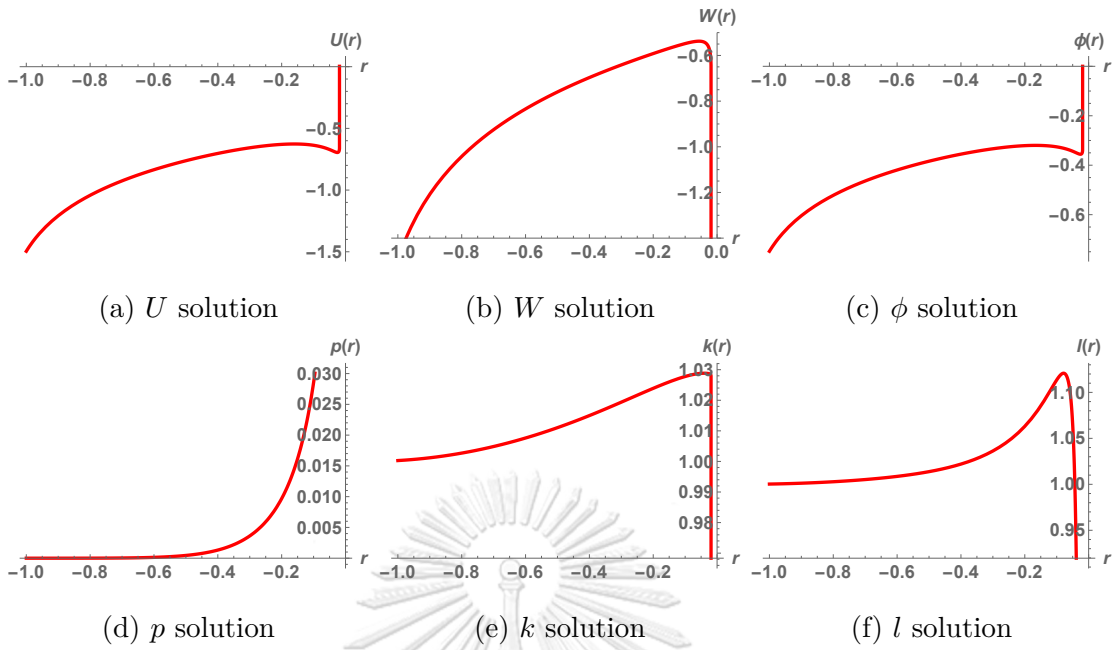 U(r)
r
−1.0 −0.8 −0.6 −0.4 −0.2
−0.5
−1.0
−1.5
(a) U solution
W(r)
−0.6
−0.8
−1.0
−1.2
r
−1.0 −0.8 −0.6 −0.4 −0.2 0.0
(b) W solution
ϕ(r)
r
−1.0 −0.8 −0.6 −0.4 −0.2
−0.2
−0.4
−0.6
(c) ϕ solution
p(r)
0.030
0.025
0.020
0.015
0.010
0.005
r
−1.0 −0.8 −0.6 −0.4 −0.2
(d) p solution
k(r)
1.03
1.02
1.01
1.00
0.99
0.98
r
−1.0 −0.8 −0.6 −0.4 −0.2
(e) k solution
l(r)
1.10
1.05
1.00
0.95
r
−1.0 −0.8 −0.6 −0.4 −0.2
(f) l solution